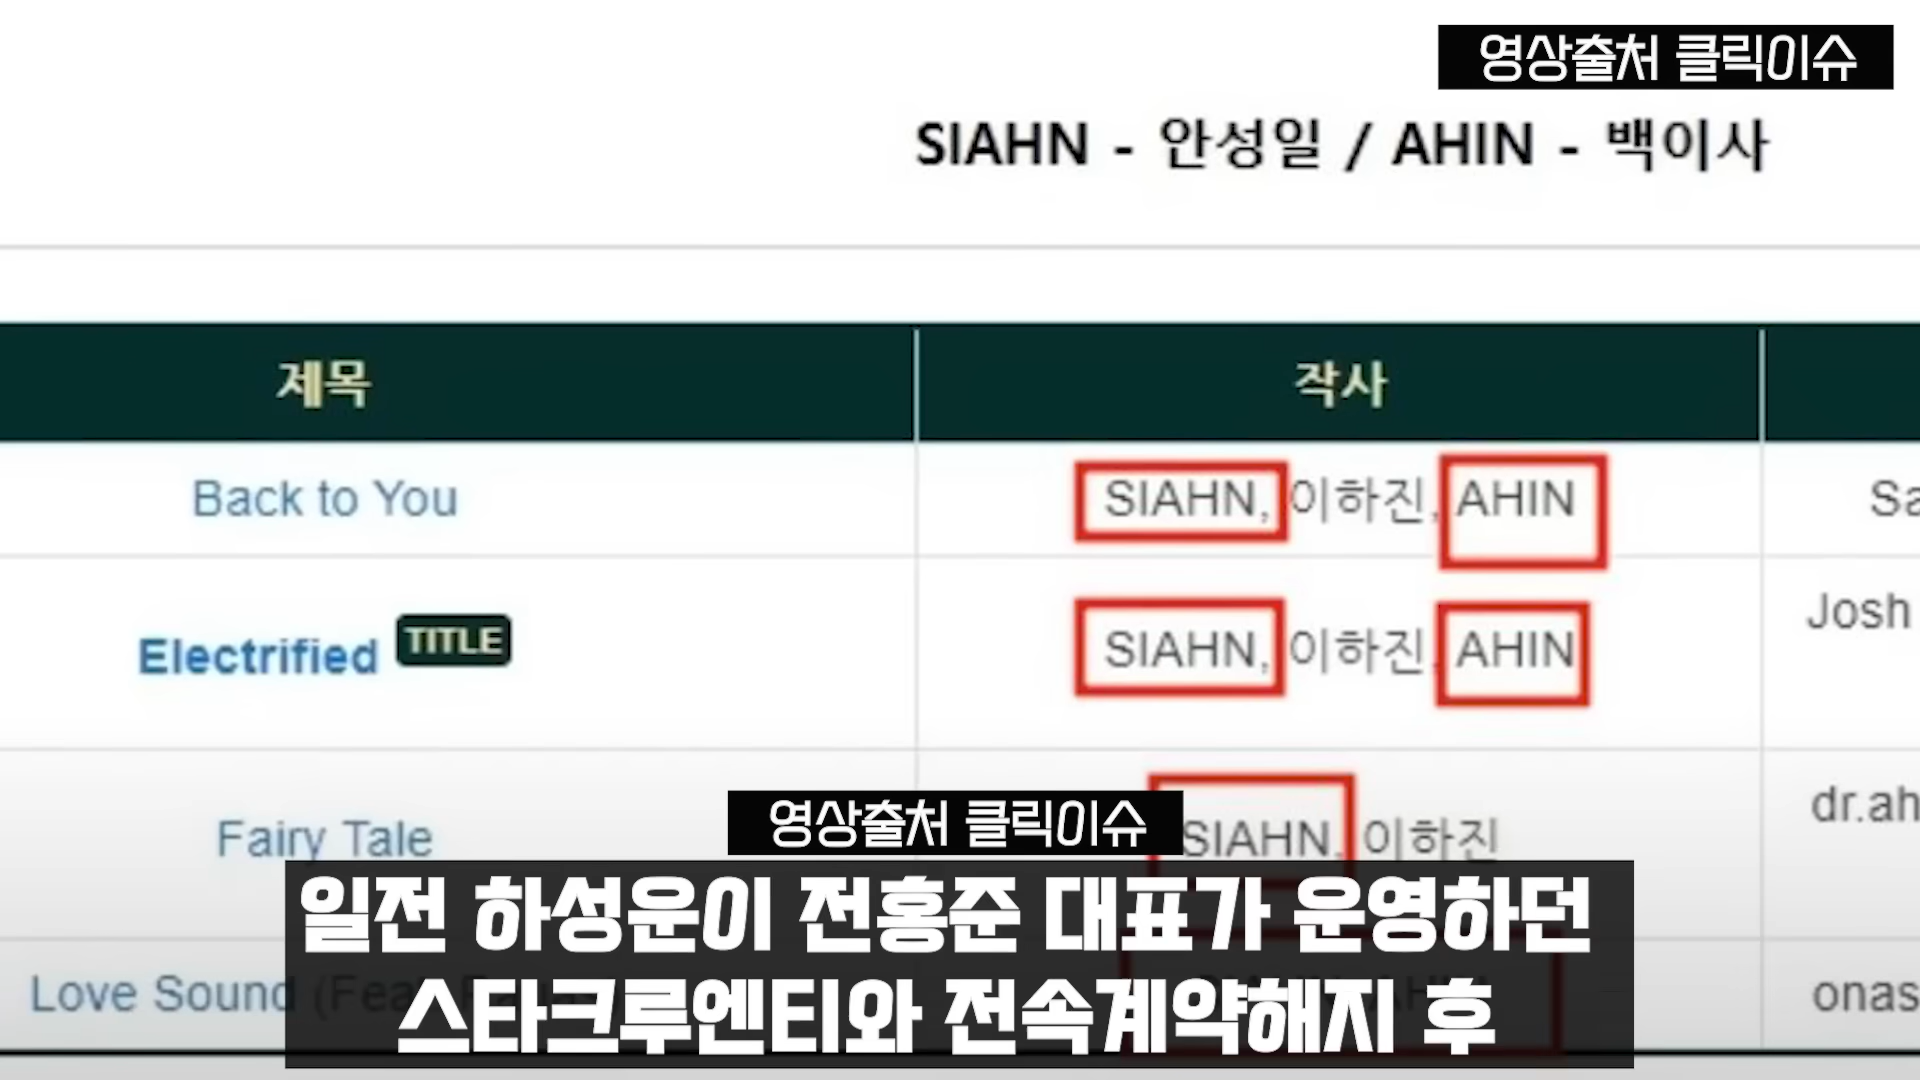 영상출처 클릭이슈
SIAHN - 안성일 / AHIN - 백이사
제목 작사
Back to You SIAHN, 이하진, AHIN
Electrified TITLE SIAHN, 이하진, AHIN
Josh
Fairy Tale SIAHN, 이하진
영상출처 클릭이슈
일전 하성운이 전홍준 대표가 운영하던
Love Sound
스타크루엔티와 전속계약해지 후